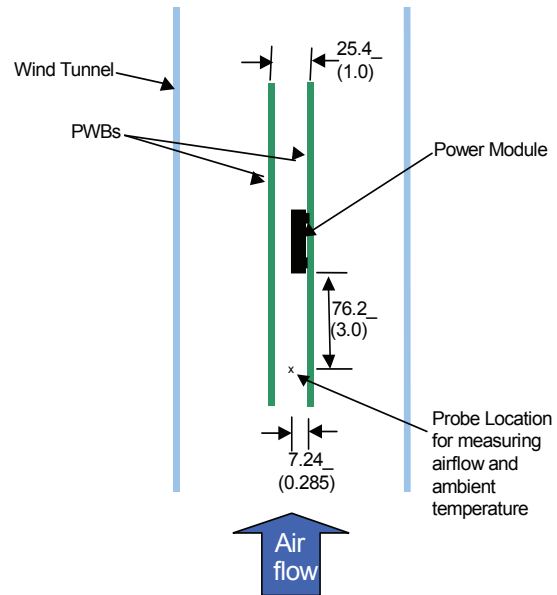 25.4_
(1.0)
Wind Tunnel
PWBs
Power Module
76.2_
(3.0)
x
Probe Location
for measuring
airflow and
ambient
temperature
7.24_
(0.285)
Air
flow